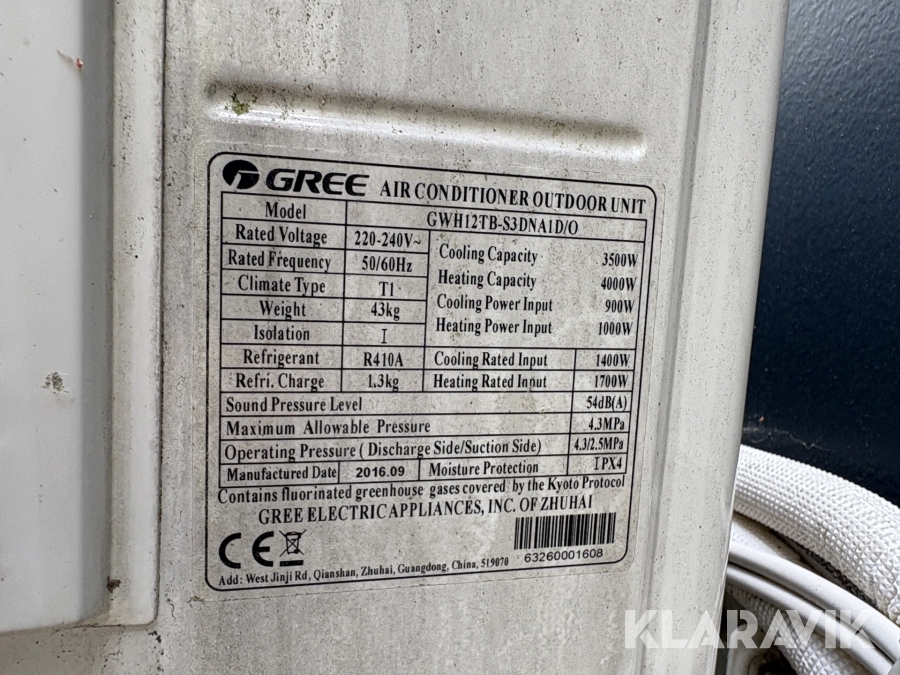 GREE AIR CONDITIONER OUTDOOR UNIT
Model GWH12TB-S3DNA1D/O
Rated Voltage 220-240V~ Cooling Capacity 3500W
Rated Frequency 50/60Hz Heating Capacity 4000W
Climate Type T1 Cooling Power Input 900W
Weight 43kg Heating Power Input 1000W
Isolation I
Refrigerant R410A Cooling Rated Input 1400W
Refri. Charge 1.3kg Heating Rated Input 1700W
Sound Pressure Level 54dB(A)
Maximum Allowable Pressure 4.3MPa
Operating Pressure ( Discharge Side/Suction Side) 4.3/2.5MPa
Manufactured Date 2016.09 Moisture Protection IPX4
Contains fluorinated greenhouse gases covered by the Kyoto Protocol
GREE ELECTRIC APPLIANCES, INC. OF ZHUHAI
CE
63260001608
Add: West Jinji Rd, Qianshan, Zhuhai, Guangdong, China, 519070
KLARAVIK